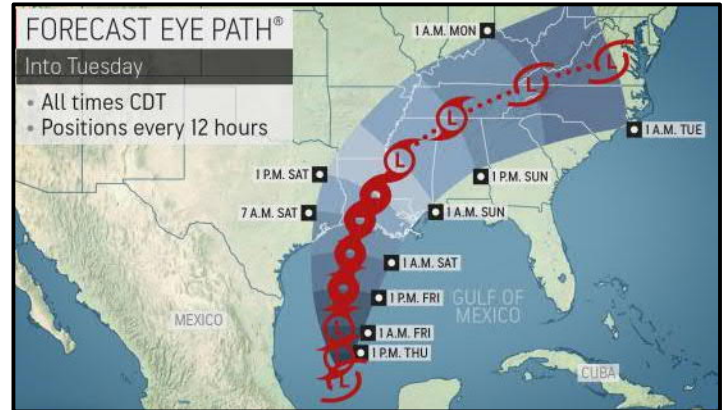 FORECAST EYE PATH®
Into Tuesday
• All times CDT
• Positions every 12 hours
1 A.M. MON
1 A.M. TUE
1 P.M. SAT
1 P.M. SUN
7 A.M. SAT
1 A.M. SUN
1 A.M. SAT
1 P.M. FRI
GULF OF
MEXICO
MEXICO
1 A.M. FRI
1 P.M. THU
CUBA
L
L
L
L
L
L
L